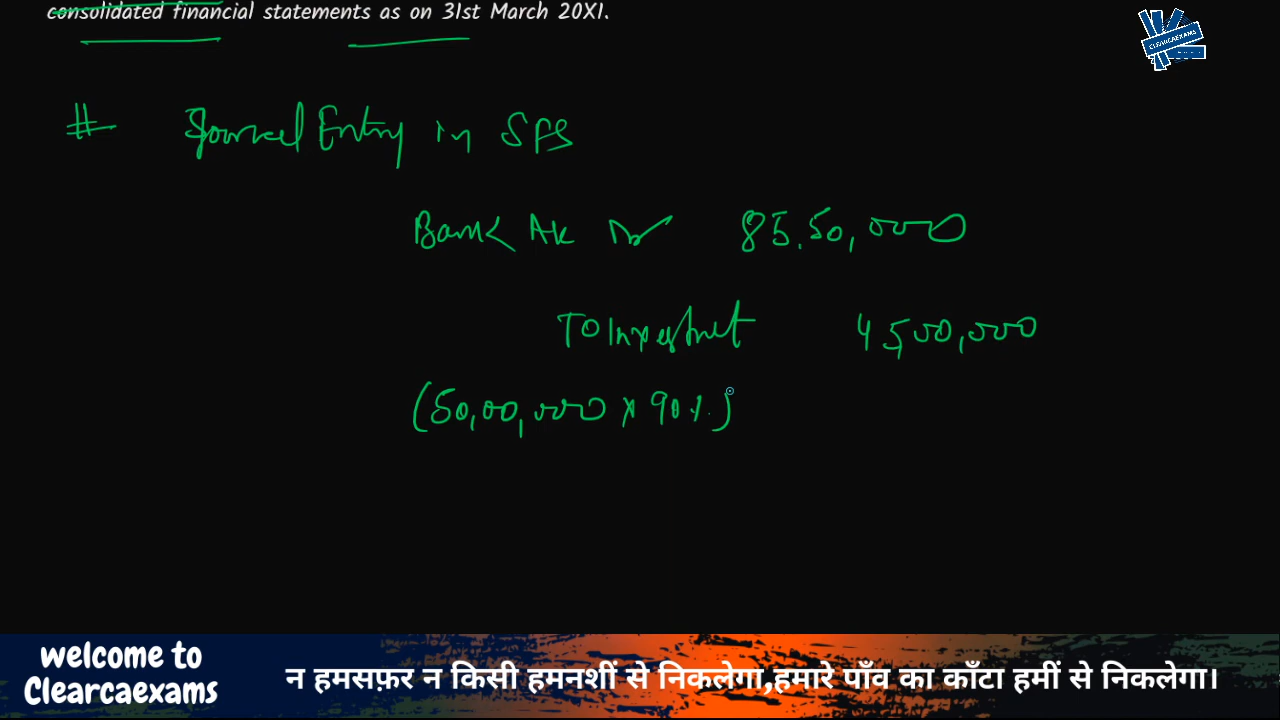 consolidated financial statements as on 31st March 20X1.
CLEARCAEXAMS
# Journal Entry in SFS
Bank A/c Dr 85,50,000
To Investment 4,500,000
(50,00,000 x 90%)
welcome to
Clearcaexams
न हमसफ़र न किसी हमनशीं से निकलेगा,हमारे पाँव का काँटा हमीं से निकलेगा।